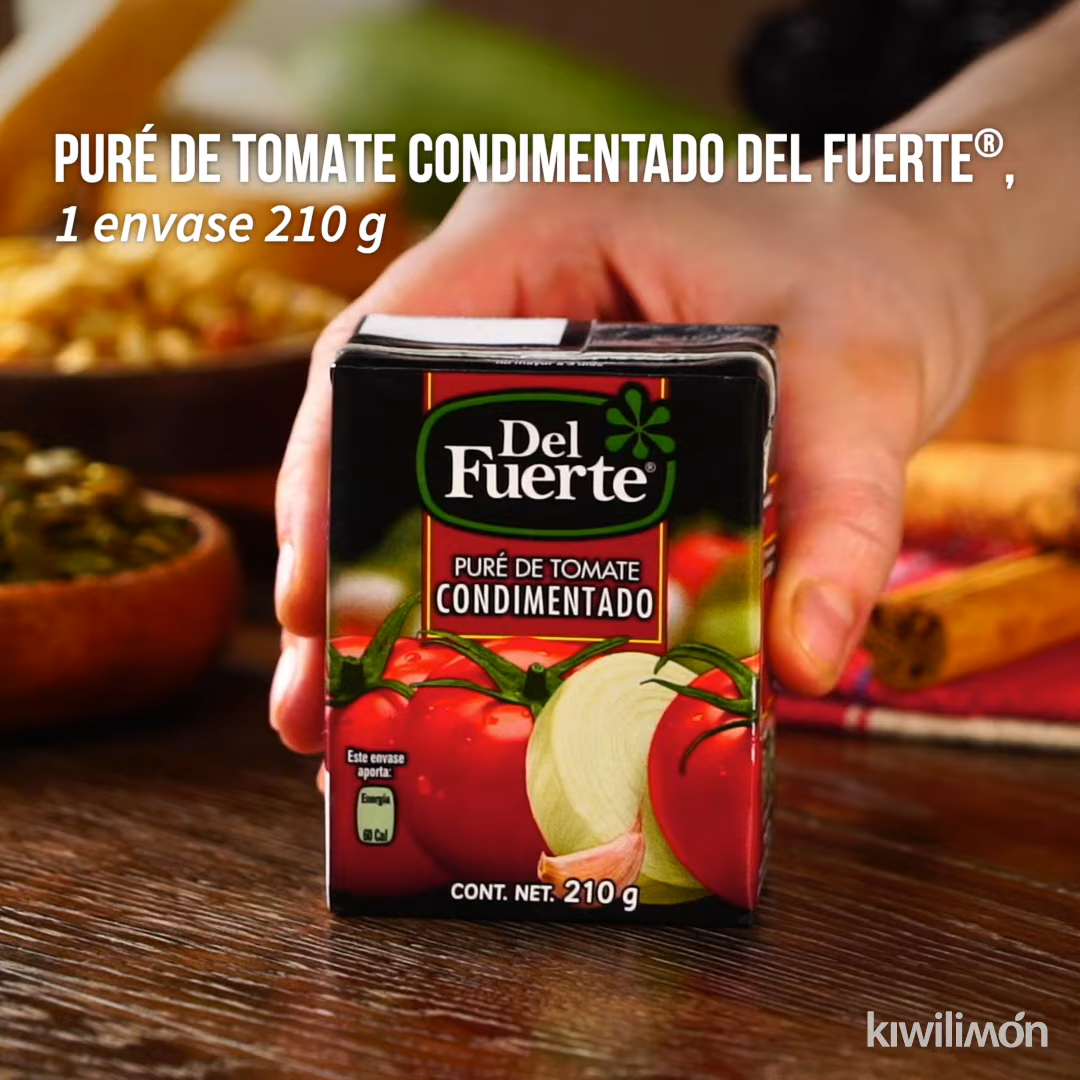 PURÉ DE TOMATE CONDIMENTADO DEL FUERTE®,
1 envase 210 g
Del
Fuerte®
PURÉ DE TOMATE
CONDIMENTADO
Este envase
aporta:
Energía
60 Cal
CONT. NET. 210 g
kiwilimón